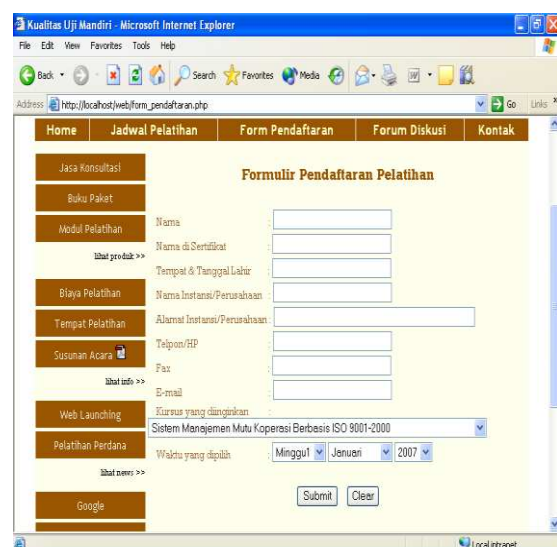 Kualitas Uji Mandiri - Microsoft Internet Explorer
File Edit View Favorites Tools Help
Back Search Favorites Media
Address http://localhost/web/form_pendaftaran.php Go Links »
Home Jadwal Pelatihan Form Pendaftaran Forum Diskusi Kontak
Jasa Konsultasi
Buku Paket
Modul Pelatihan
lihat produk >>
Biaya Pelatihan
Tempat Pelatihan
Susunan Acara
lihat info >>
Web Launching
Pelatihan Perdana
lihat news >>
Google
Formulir Pendaftaran Pelatihan
Nama :
Nama di Sertifikat :
Tempat & Tanggal Lahir :
Nama Instansi/Perusahaan :
Alamat Instansi/Perusahaan :
Telpon/HP :
Fax :
E-mail :
Kursus yang diinginkan :
Sistem Manajemen Mutu Koperasi Berbasis ISO 9001-2000
Waktu yang dipilih : Minggu1 Januari 2007
Submit Clear
Local intranet